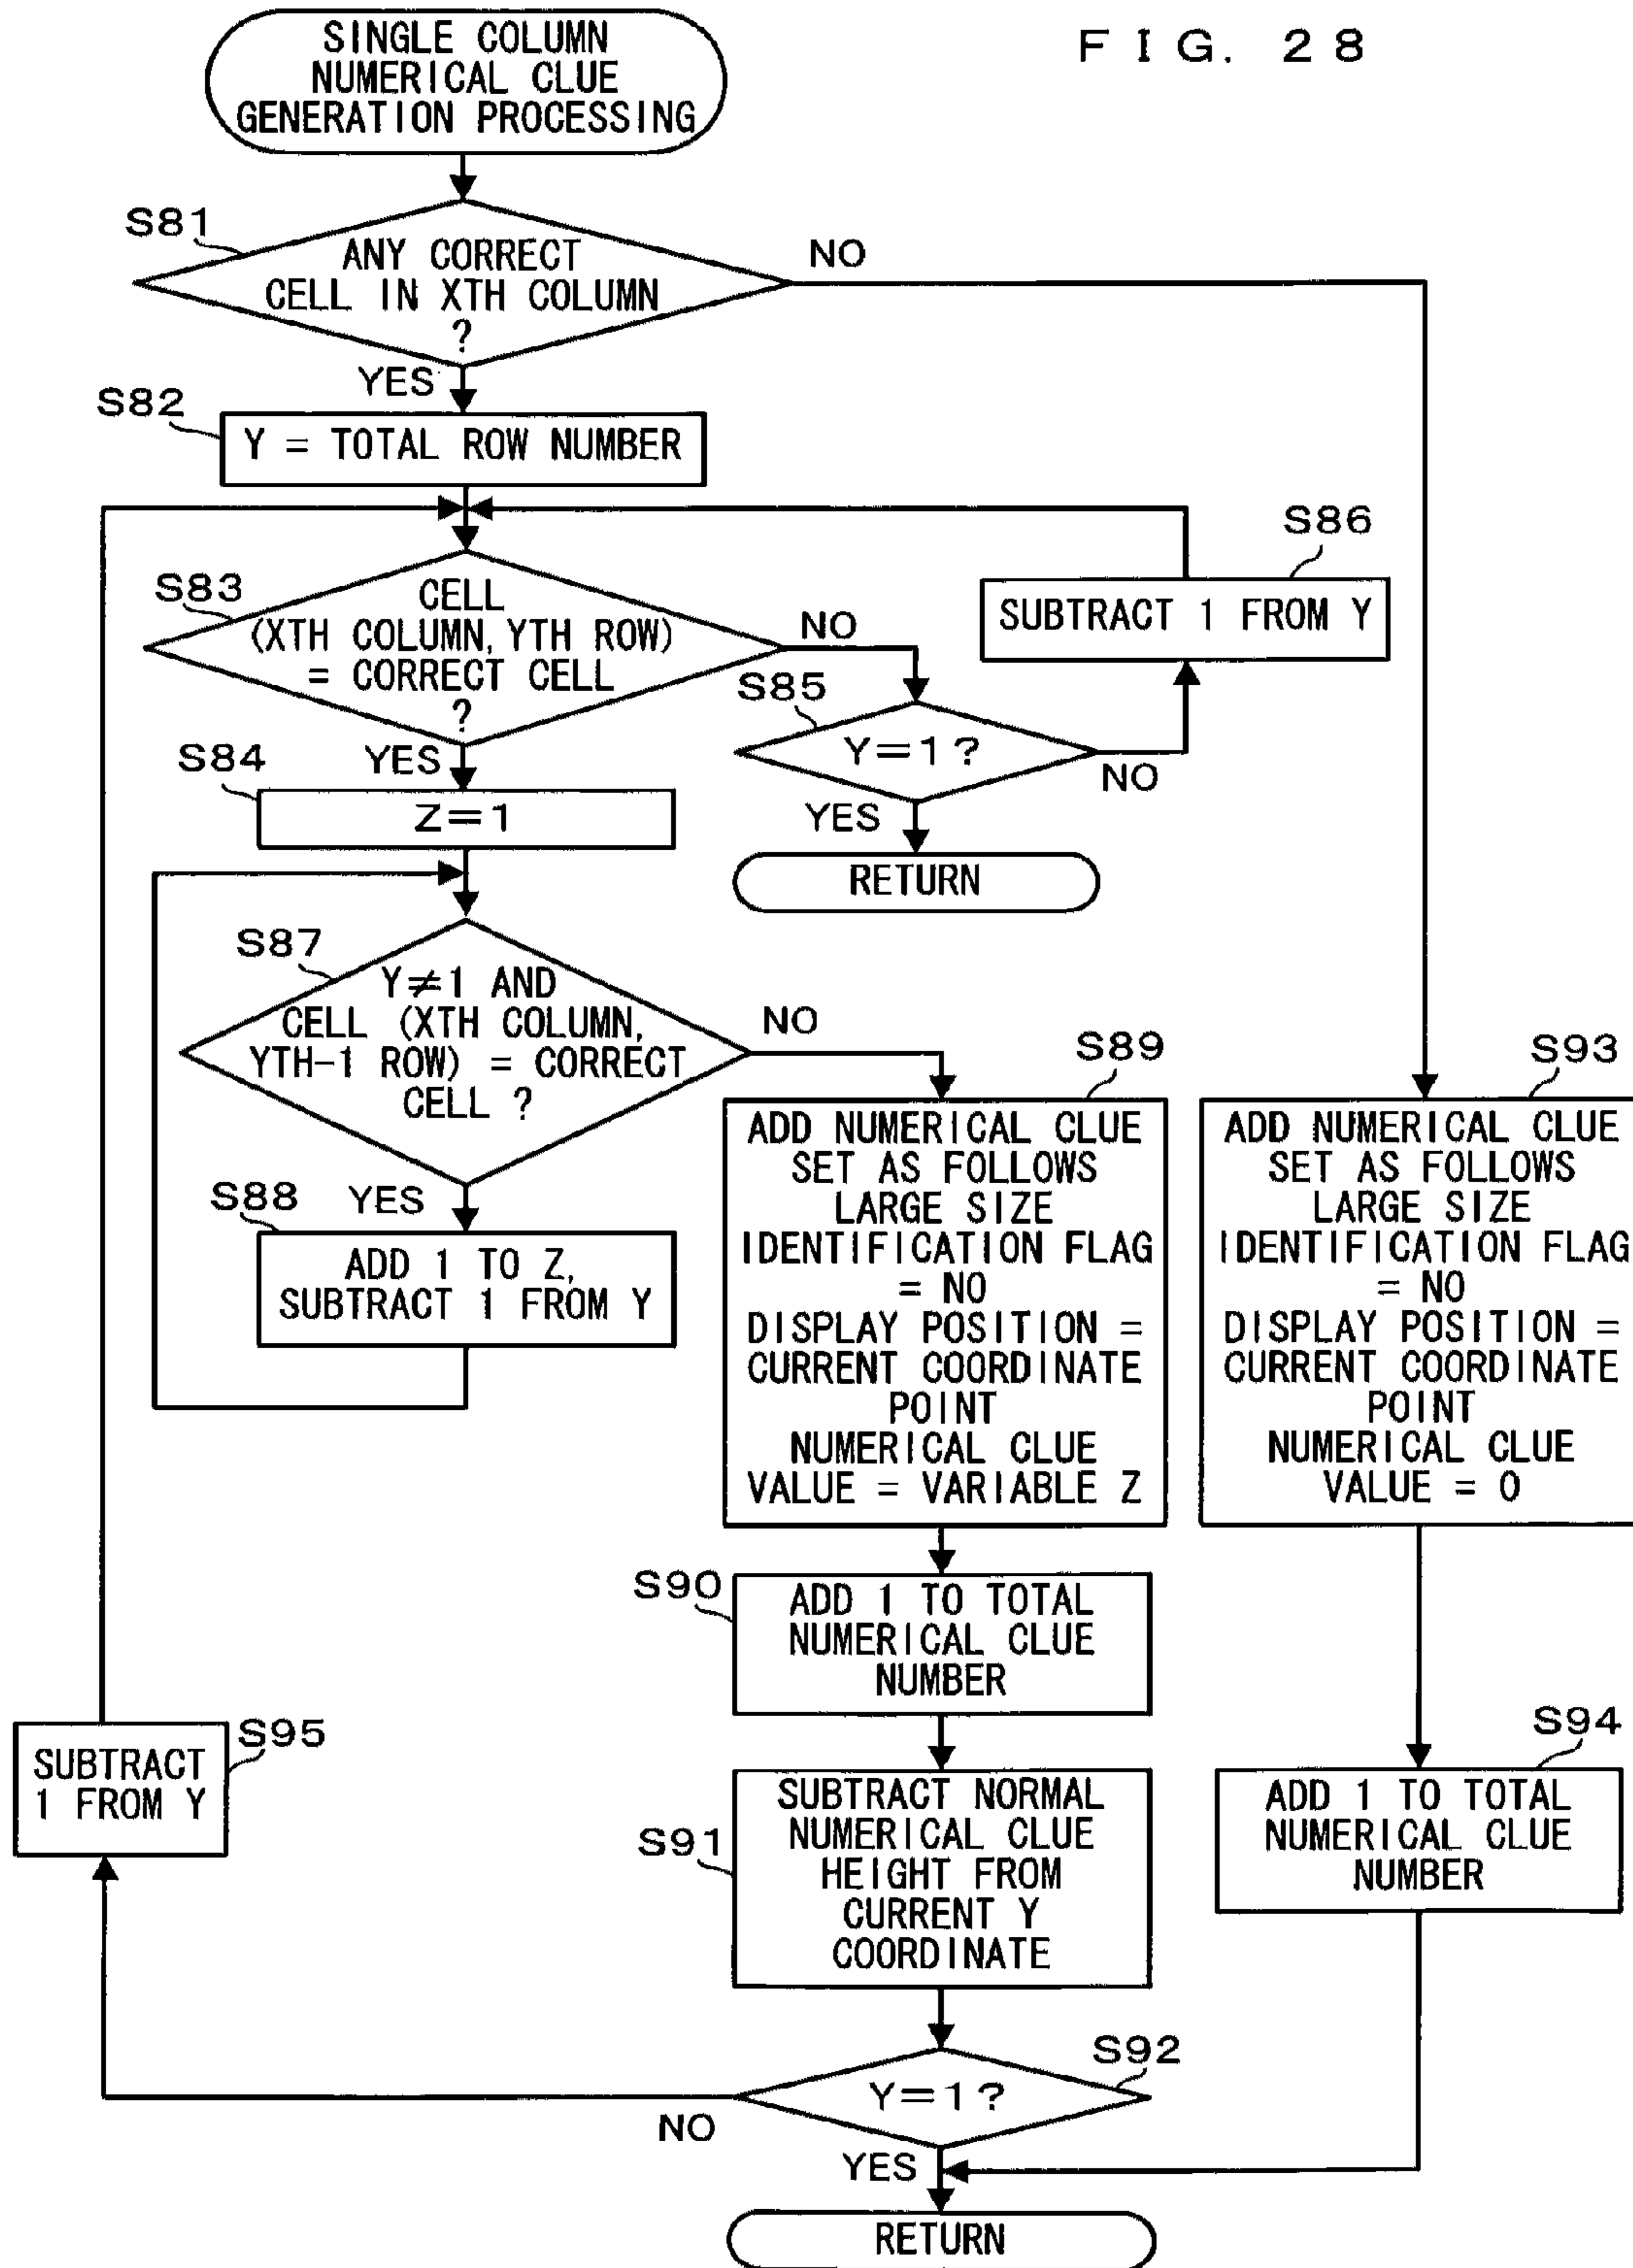 FIG. 28
SINGLE COLUMN
NUMERICAL CLUE
GENERATION PROCESSING
S81
ANY CORRECT
CELL IN XTH COLUMN
?
NO
YES
S82
Y = TOTAL ROW NUMBER
S83
CELL
(XTH COLUMN, YTH ROW)
= CORRECT CELL
?
NO
YES
S86
SUBTRACT 1 FROM Y
S85
Y=1?
NO
YES
RETURN
S84
Z=1
S87
Y≠1 AND
CELL (XTH COLUMN,
YTH-1 ROW) = CORRECT
CELL ?
NO
YES
S88
ADD 1 TO Z,
SUBTRACT 1 FROM Y
S89
ADD NUMERICAL CLUE
SET AS FOLLOWS
LARGE SIZE
IDENTIFICATION FLAG
= NO
DISPLAY POSITION =
CURRENT COORDINATE
POINT
NUMERICAL CLUE
VALUE = VARIABLE Z
S93
ADD NUMERICAL CLUE
SET AS FOLLOWS
LARGE SIZE
IDENTIFICATION FLAG
= NO
DISPLAY POSITION =
CURRENT COORDINATE
POINT
NUMERICAL CLUE
VALUE = 0
S90
ADD 1 TO TOTAL
NUMERICAL CLUE
NUMBER
S91
SUBTRACT NORMAL
NUMERICAL CLUE
HEIGHT FROM
CURRENT Y
COORDINATE
S94
ADD 1 TO TOTAL
NUMERICAL CLUE
NUMBER
S95
SUBTRACT
1 FROM Y
S92
Y=1?
NO
YES
RETURN